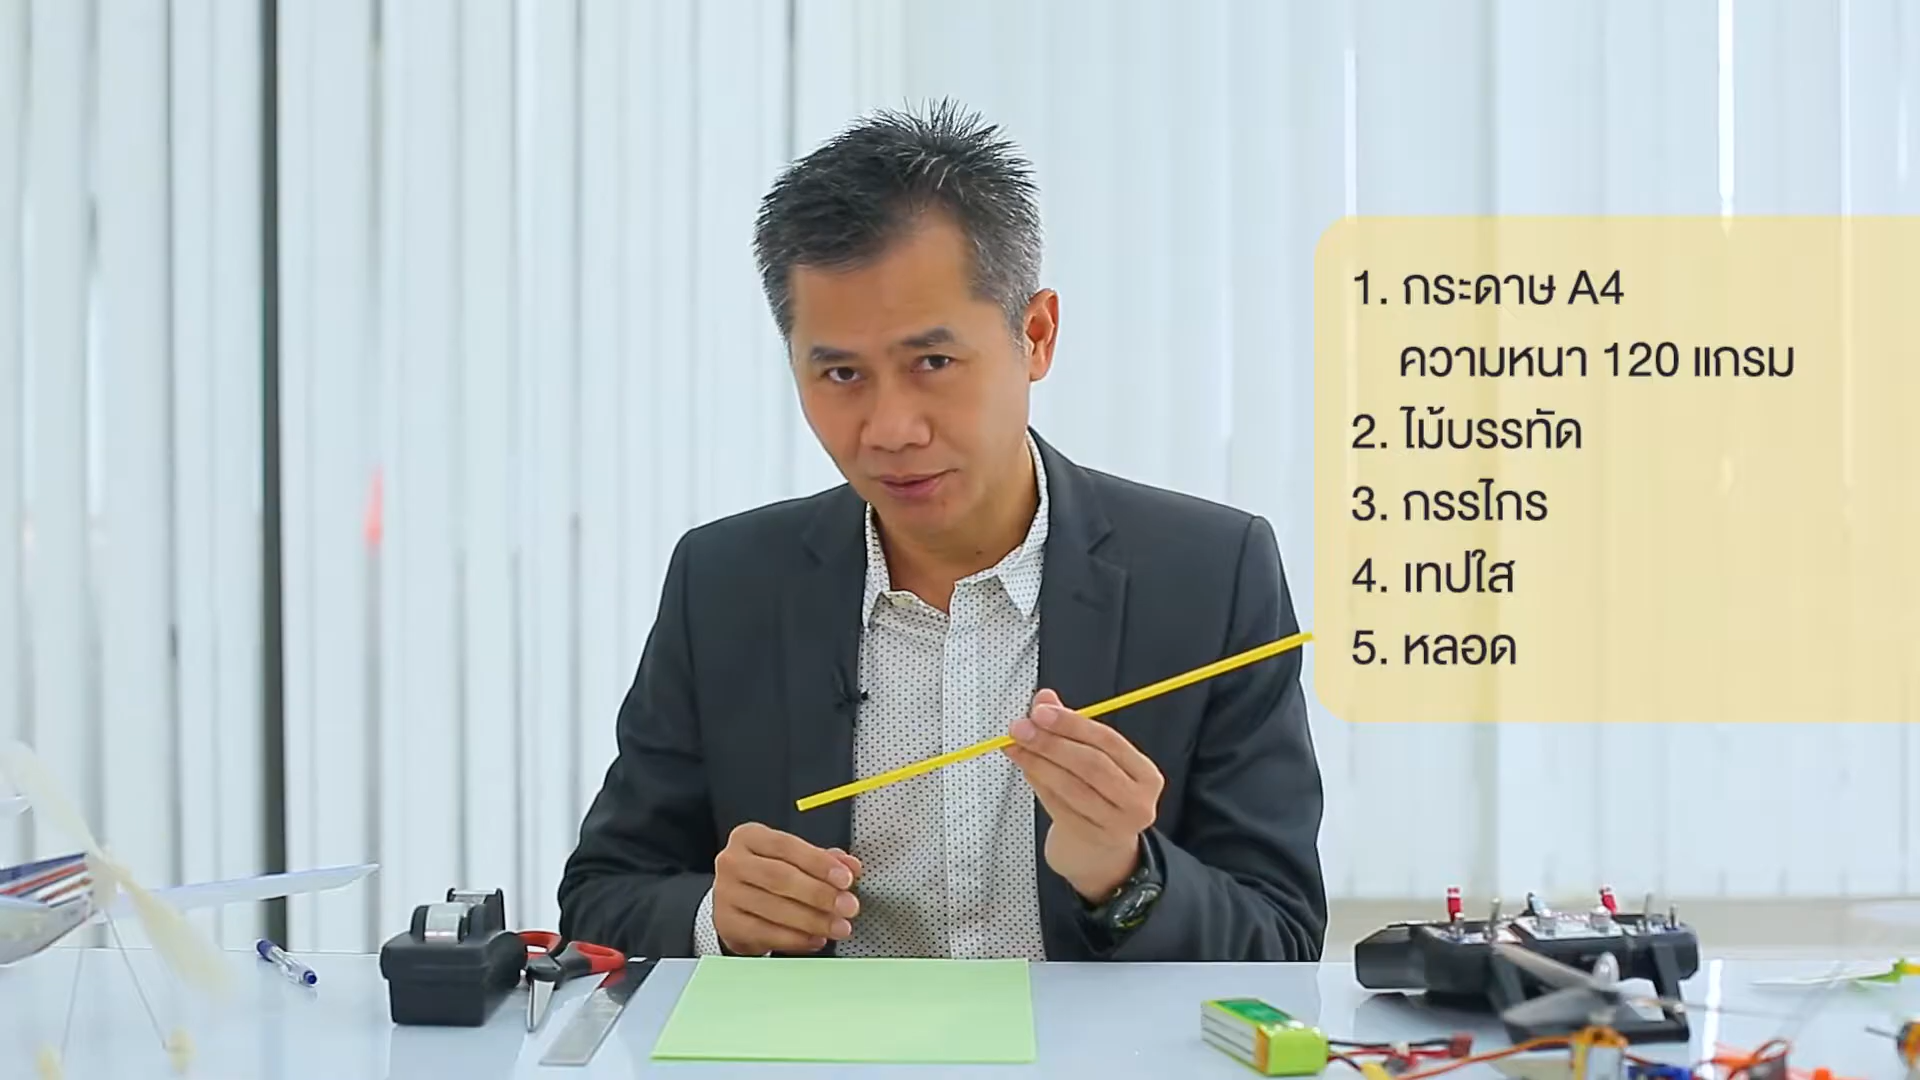 1. กระดาษ A4
ความหนา 120 แกรม
2. ไม้บรรทัด
3. กรรไกร
4. เทปใส
5. หลอด